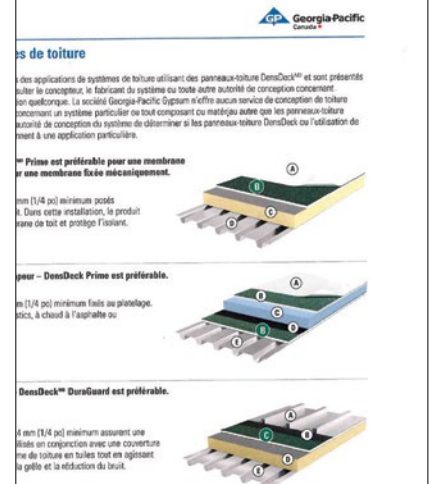 GP Georgia-Pacific
Canada
es de toiture
s des applications de systèmes de toiture utilisant des panneaux-toiture DensDeckMD et sont présentés
sulter le concepteur, le fabricant du système ou toute autre autorité de conception concernant
ion quelconque. La société Georgia-Pacific Gypsum n'offre aucun service de conception de toiture
concernant un système particulier ou tout composant ou matériau autre que les panneaux-toiture
autorité de conception du système de déterminer si les panneaux-toiture DensDeck ou l'utilisation de
nnent à une application particulière.
MD Prime est préférable pour une membrane
ur une membrane fixée mécaniquement.
mm (1/4 po) minimum posés
t. Dans cette installation, le produit
rane de toit et protège l'isolant.
A
B
C
D
peur – DensDeck Prime est préférable.
m (1/4 po) minimum fixés au platelage.
stics, à chaud à l'asphalte ou
A
B
C
D
B
E
DensDeckMD DuraGuard est préférable.
4 mm (1/4 po) minimum assurent une
ilisés en conjonction avec une couverture
me de toiture en tuiles tout en agissant
la grêle et la réduction du bruit.
A
C
B
D
E